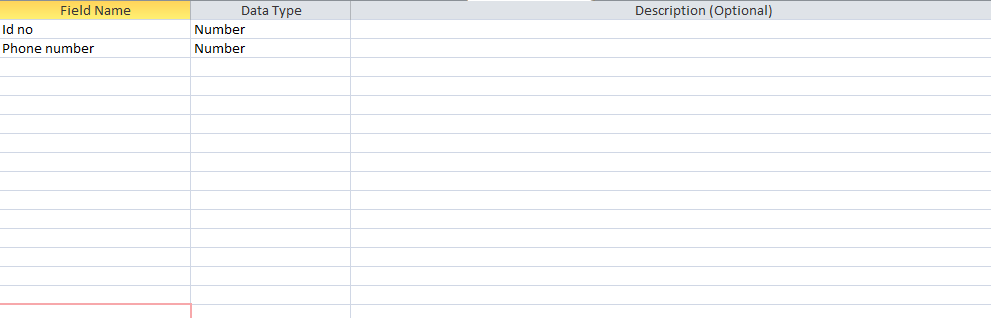 Field Name Data Type Description (Optional)
Id no Number
Phone number Number